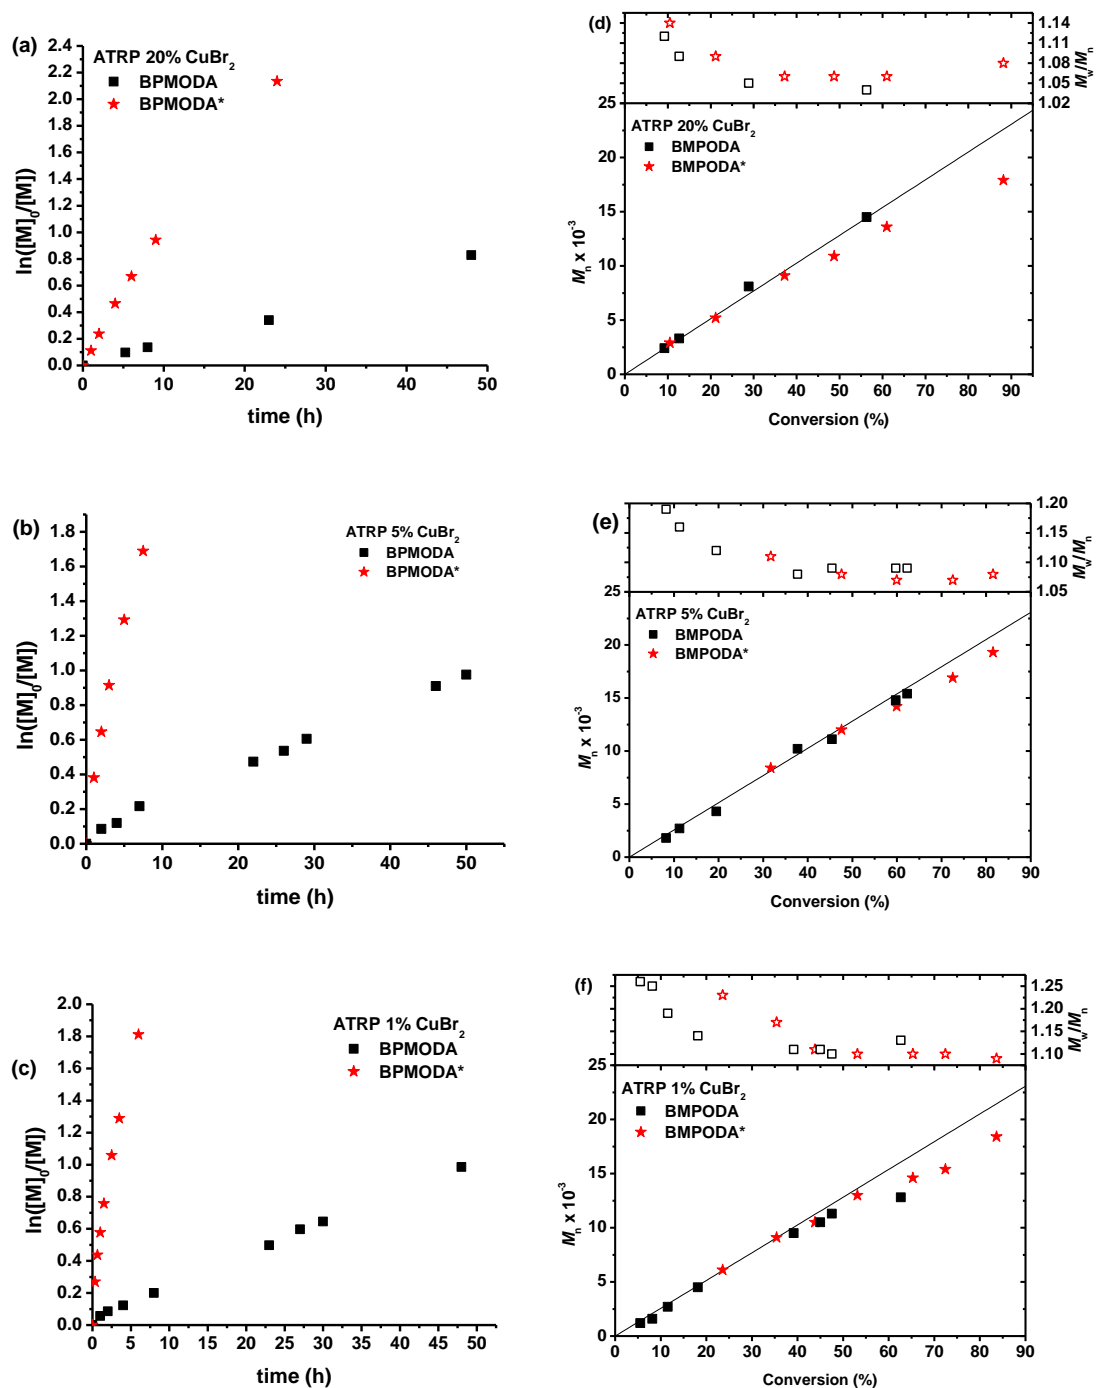 (a)
ATRP 20% CuBr₂
BPMODA
BPMODA*
2.4
2.2
2.0
1.8
1.6
1.4
1.2
1.0
0.8
0.6
0.4
0.2
0.0
0 10 20 30 40 50
ln([M]₀/[M])
time (h)
(d)
1.14
1.11
1.08
1.05
1.02
Mw/Mn
ATRP 20% CuBr₂
BMPODA
BMPODA*
25
20
15
10
5
0
0 10 20 30 40 50 60 70 80 90
Mn x 10⁻³
Conversion (%)
(b)
ATRP 5% CuBr₂
BPMODA
BPMODA*
1.8
1.6
1.4
1.2
1.0
0.8
0.6
0.4
0.2
0.0
0 10 20 30 40 50
ln([M]₀/[M])
time (h)
(e)
1.20
1.15
1.10
1.05
Mw/Mn
ATRP 5% CuBr₂
BMPODA
BMPODA*
25
20
15
10
5
0
0 10 20 30 40 50 60 70 80 90
Mn x 10⁻³
Conversion (%)
(c)
ATRP 1% CuBr₂
BPMODA
BPMODA*
2.0
1.8
1.6
1.4
1.2
1.0
0.8
0.6
0.4
0.2
0.0
0 5 10 15 20 25 30 35 40 45 50
ln([M]₀/[M])
time (h)
(f)
1.25
1.20
1.15
1.10
Mw/Mn
ATRP 1% CuBr₂
BMPODA
BMPODA*
25
20
15
10
5
0
0 10 20 30 40 50 60 70 80 90
Mn x 10⁻³
Conversion (%)